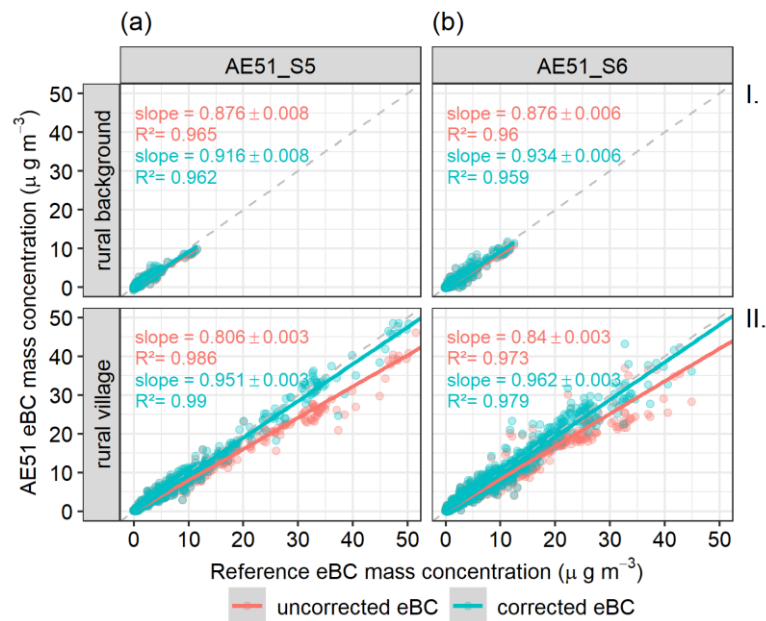 (a) (b)
AE51_S5 AE51_S6
I.
II.
AE51 eBC mass concentration (μ g m⁻³)
rural background
50
40
30
20
10
0
slope = 0.876 ± 0.008
R²= 0.965
slope = 0.916 ± 0.008
R²= 0.962
slope = 0.876 ± 0.006
R²= 0.96
slope = 0.934 ± 0.006
R²= 0.959
rural village
50
40
30
20
10
0
slope = 0.806 ± 0.003
R²= 0.986
slope = 0.951 ± 0.003
R²= 0.99
slope = 0.84 ± 0.003
R²= 0.973
slope = 0.962 ± 0.003
R²= 0.979
0 10 20 30 40 50 0 10 20 30 40 50
Reference eBC mass concentration (μ g m⁻³)
uncorrected eBC corrected eBC